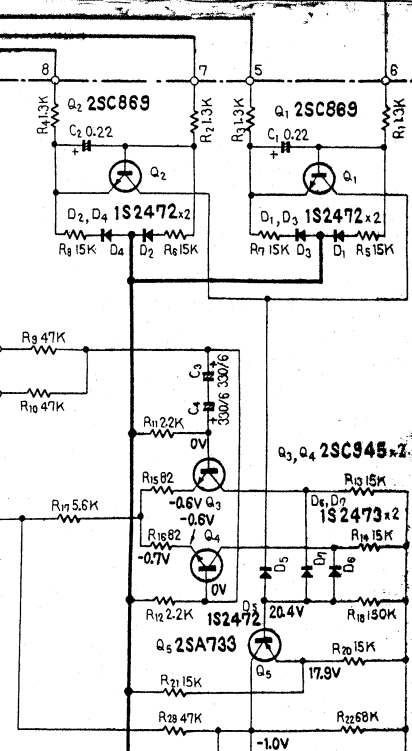 8
7
5
6
R4 1.3K
Q2 2SC869
R2 1.3K
R3 1.3K
Q1 2SC869
R1 1.3K
C2 0.22
+
Q2
C1 0.22
+
Q1
D2, D4 1S2472×2
D1, D3 1S2472×2
R8 15K
D4
D2
R6 15K
R7 15K
D3
D1
R5 15K
R9 47K
R10 47K
C3 330/6
+
C4 330/6
+
R11 2.2K
0V
Q3, Q4 2SC945×2
R15 82
Q3
-0.6V
R13 15K
D6, D7
1S2473×2
R17 5.6K
-0.6V
Q4
R16 82
-0.7V
R14 15K
D5
D7
D6
0V
R12 2.2K
D5
1S2472
20.4V
R18 150K
Q5 2SA733
Q5
R20 15K
17.9V
R21 15K
R28 47K
R22 68K
-1.0V